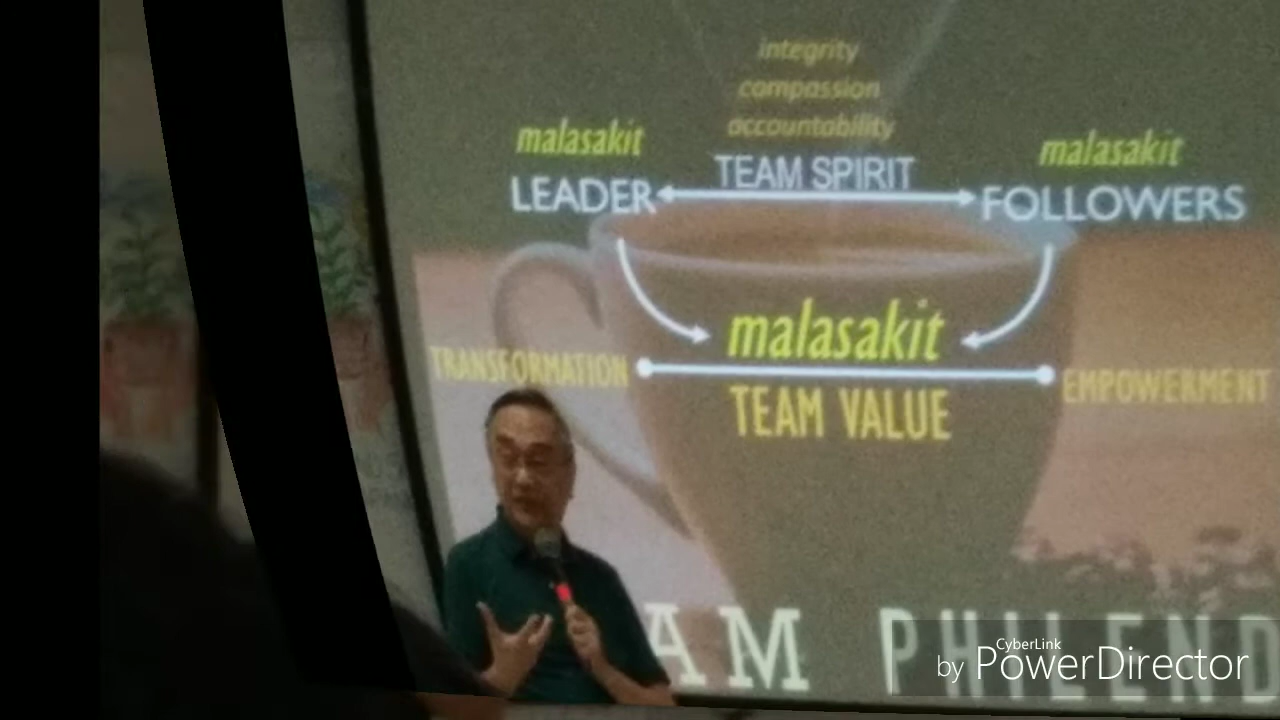 integrity
compassion
accountability
malasakit
TEAM SPIRIT
malasakit
LEADER
FOLLOWERS
malasakit
TRANSFORMATION
EMPOWERMENT
TEAM VALUE
AM PHILEND
CyberLink
by PowerDirector